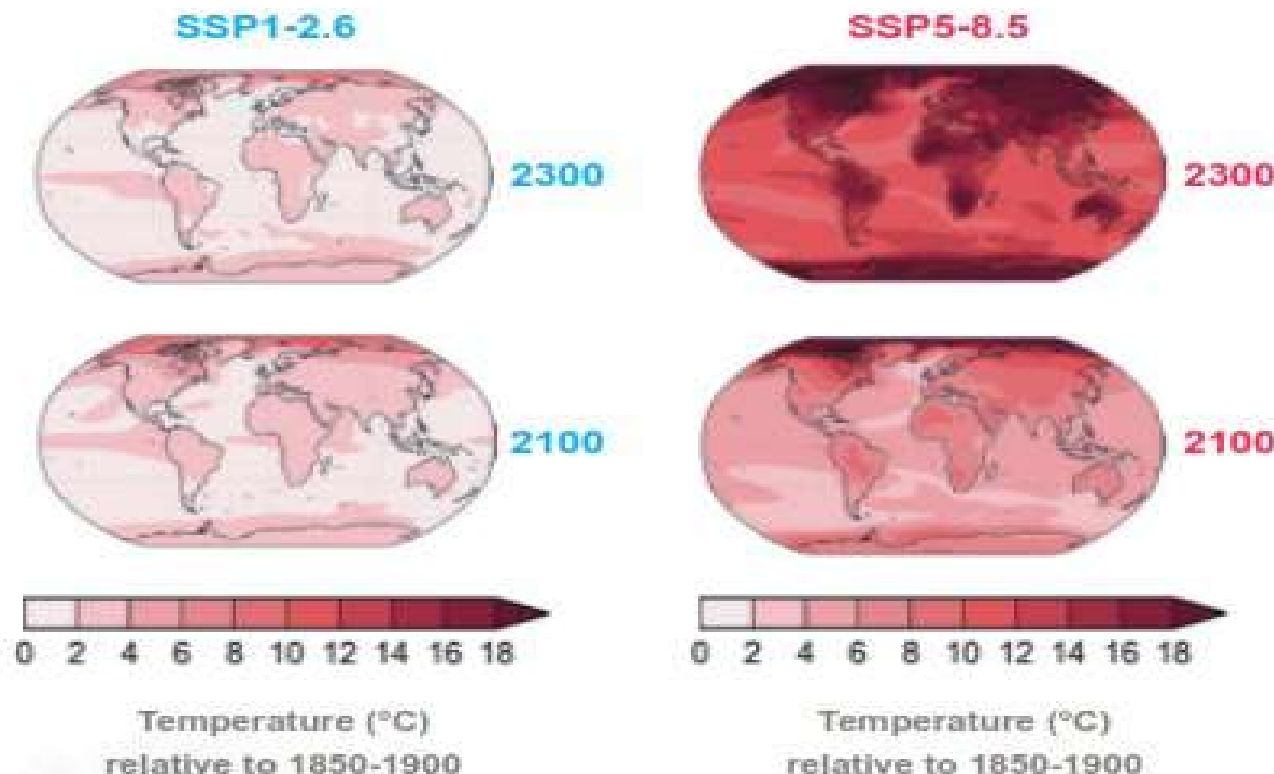 SSP1-2.6
SSP5-8.5
2300
2300
2100
2100
0 2 4 6 8 10 12 14 16 18
0 2 4 6 8 10 12 14 16 18
Temperature (°C)
relative to 1850-1900
Temperature (°C)
relative to 1850-1900